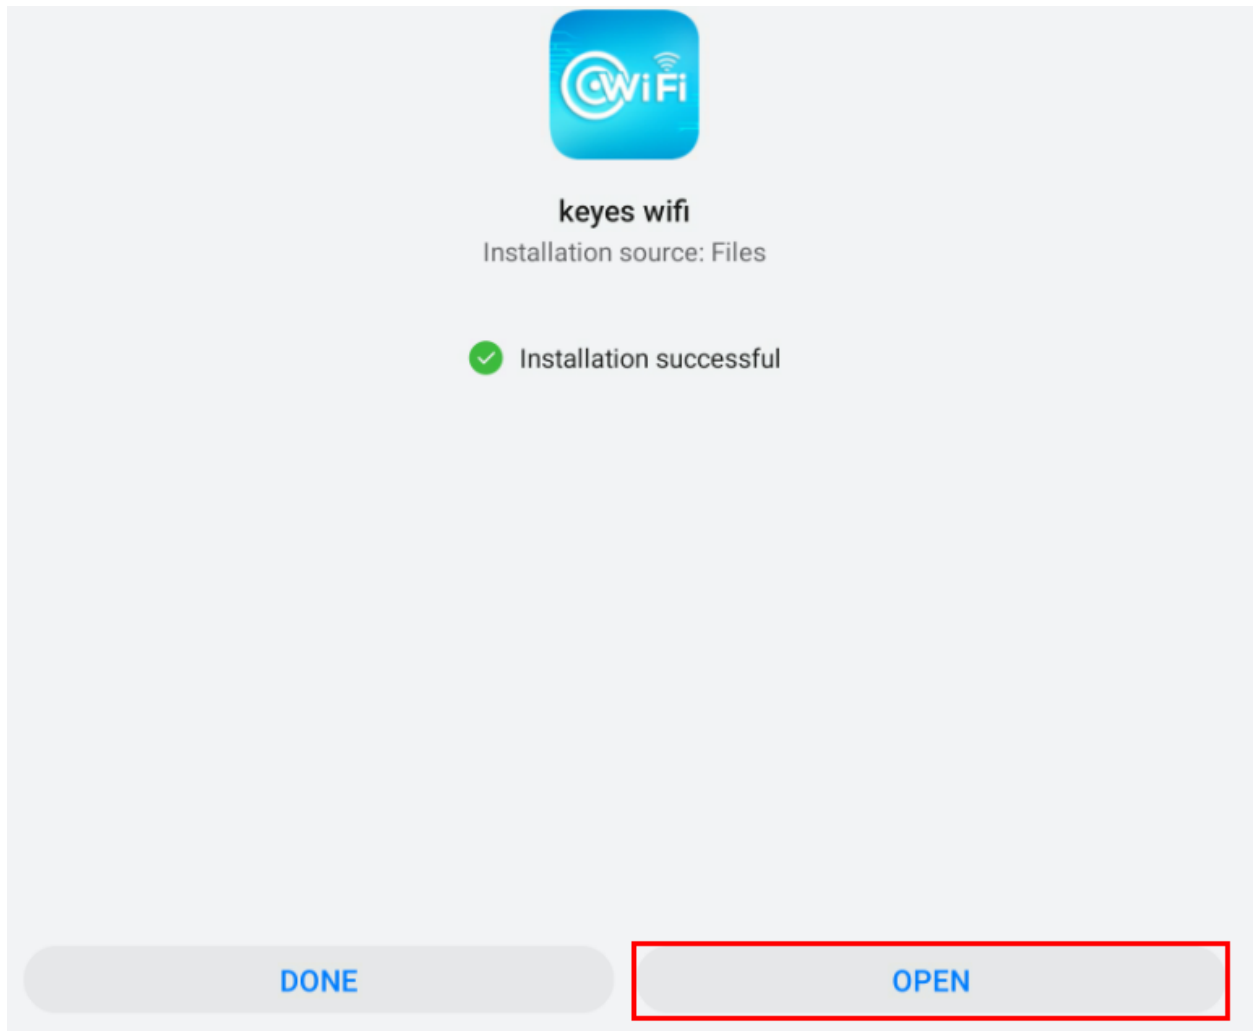 WiFi
keyes wifi
Installation source: Files
Installation successful
DONE
OPEN